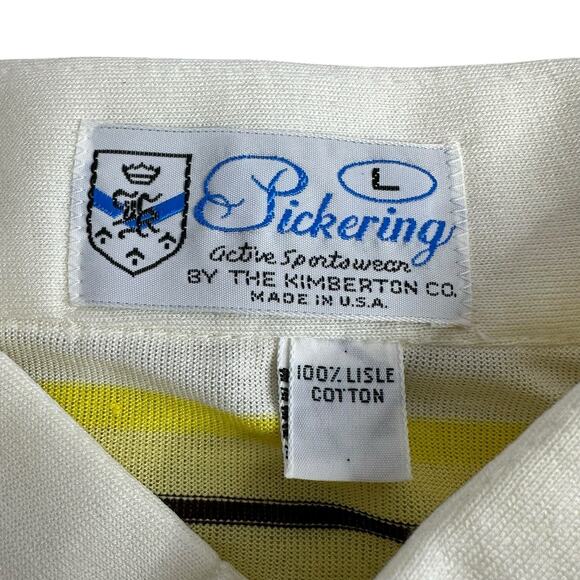 L
Pickering
active Sportswear
BY THE KIMBERTON CO.
MADE IN U.S.A.
100% LISLE
COTTON